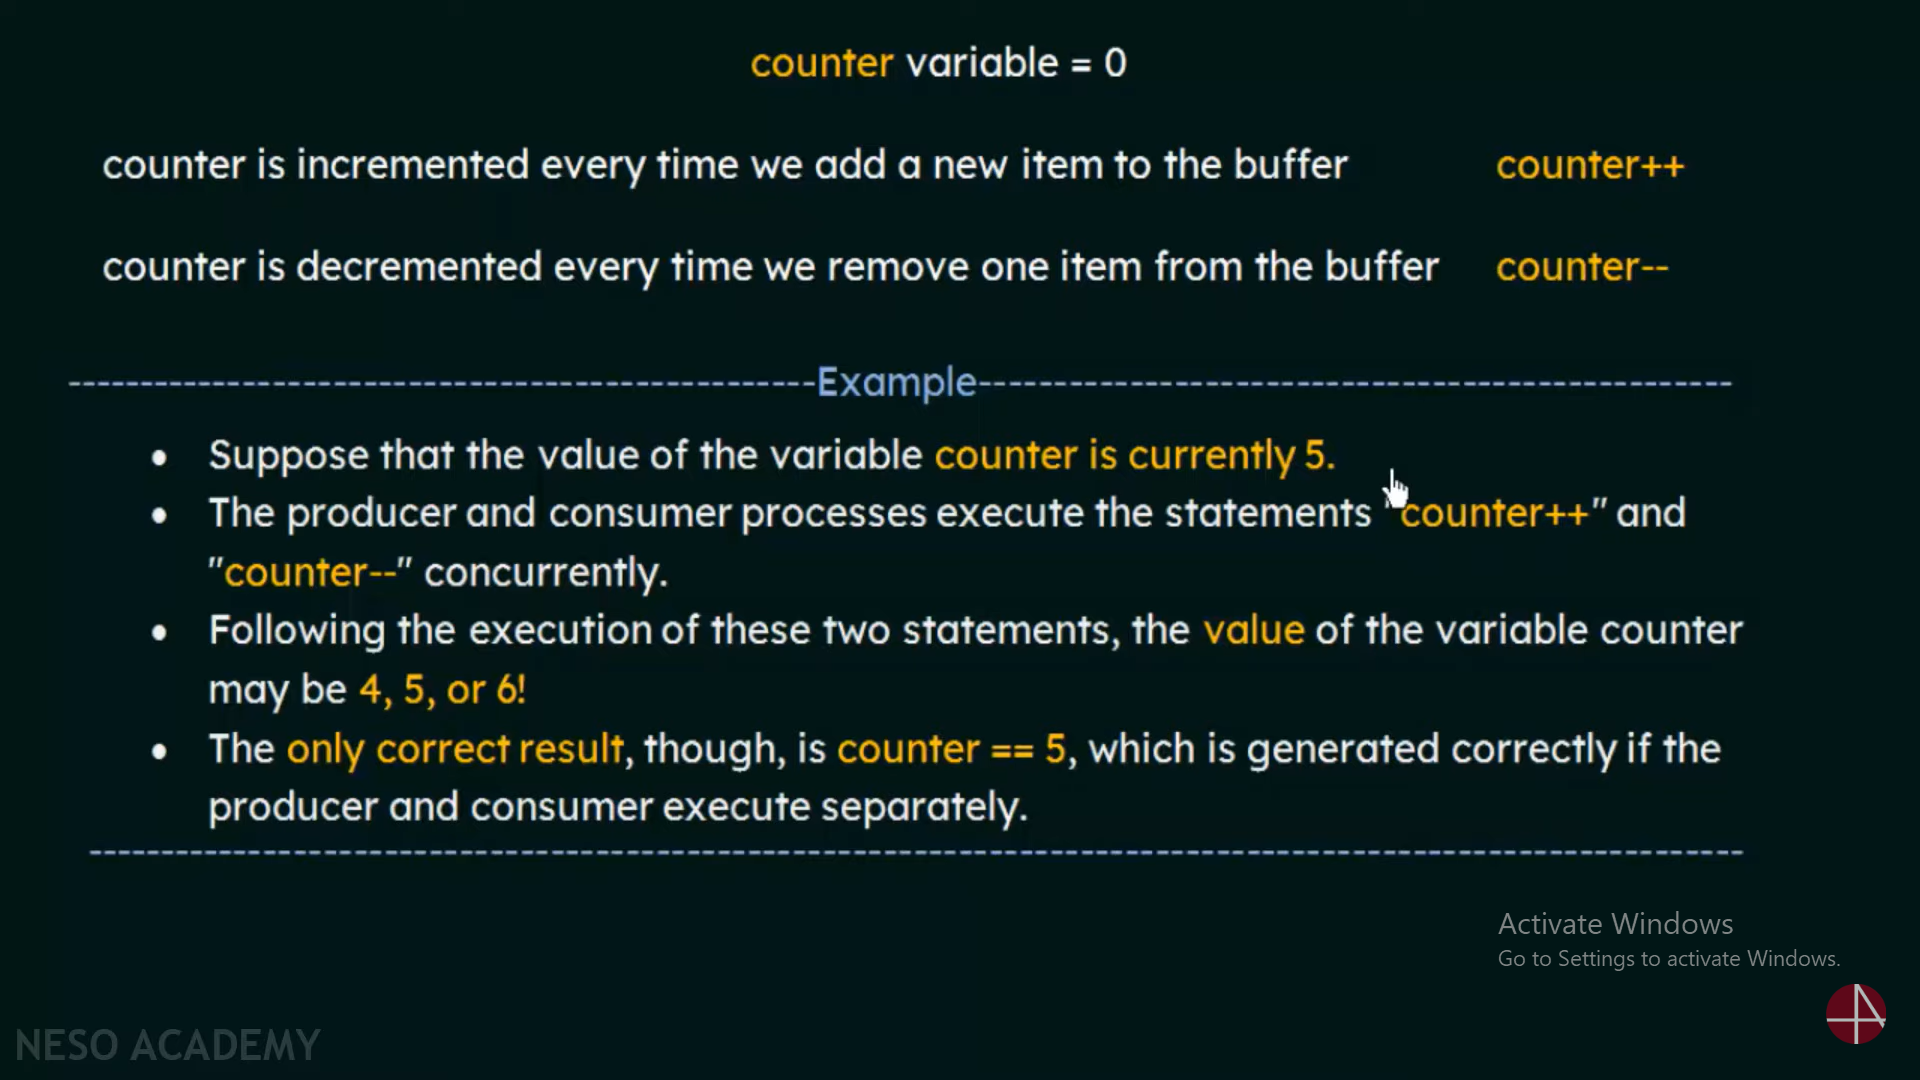 counter variable = 0
counter is incremented every time we add a new item to the buffer counter++
counter is decremented every time we remove one item from the buffer counter--
--------------------Example--------------------
• Suppose that the value of the variable counter is currently 5.
• The producer and consumer processes execute the statements "counter++" and
"counter--" concurrently.
• Following the execution of these two statements, the value of the variable counter
may be 4, 5, or 6!
• The only correct result, though, is counter == 5, which is generated correctly if the
producer and consumer execute separately.
Activate Windows
Go to Settings to activate Windows.
NESO ACADEMY